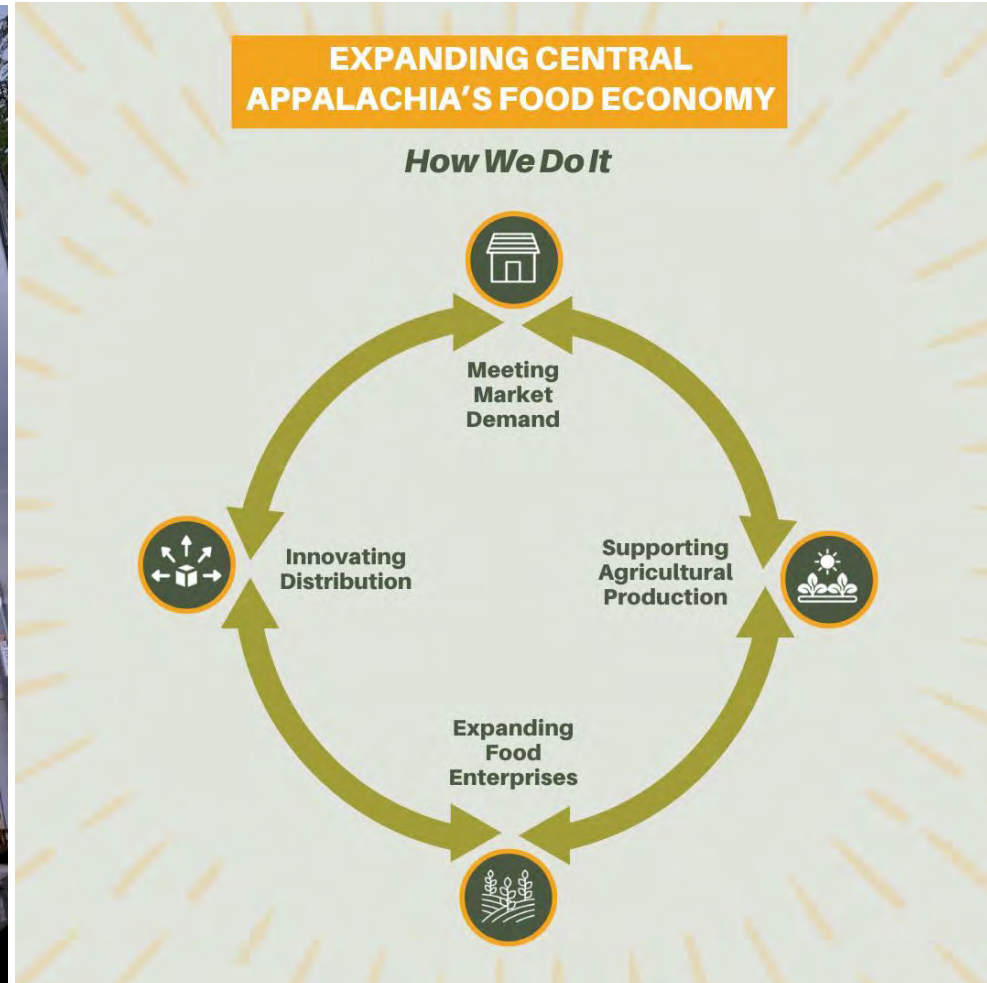 EXPANDING CENTRAL
APPALACHIA'S FOOD ECONOMY
How We Do It
Meeting
Market
Demand
Innovating
Distribution
Supporting
Agricultural
Production
Expanding
Food
Enterprises